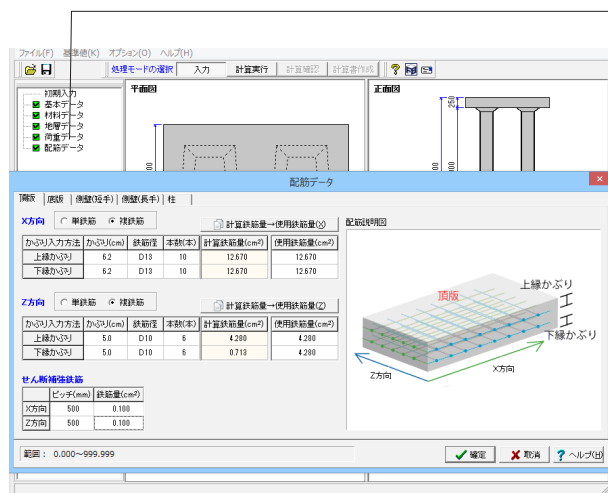 ファイル(F) 基準値(K) オプション(O) ヘルプ(H)
処理モードの選択 入力 計算実行 計算確認 計算書作成
初期入力
基本データ
材料データ
地層データ
荷重データ
配筋データ
平面図
正面図
250
配筋データ
頂版 底版 側壁(短手) 側壁(長手) 柱
X方向 単鉄筋 複鉄筋 計算鉄筋量→使用鉄筋量(X)
かぶり入力方法 かぶり(cm) 鉄筋径 本数(本) 計算鉄筋量(cm²) 使用鉄筋量(cm²)
上縁かぶり 6.2 D13 10 12.670 12.670
下縁かぶり 6.2 D13 10 12.670 12.670
Z方向 単鉄筋 複鉄筋 計算鉄筋量→使用鉄筋量(Z)
かぶり入力方法 かぶり(cm) 鉄筋径 本数(本) 計算鉄筋量(cm²) 使用鉄筋量(cm²)
上縁かぶり 5.0 D10 6 4.280 4.280
下縁かぶり 5.0 D10 6 0.713 4.280
せん断補強鉄筋
ピッチ(mm) 鉄筋量(cm²)
X方向 500 0.100
Z方向 500 0.100
配筋説明図
頂版
上縁かぶり
下縁かぶり
Z方向
X方向
範囲： 0.000～999.999
確定 取消 ヘルプ(H)